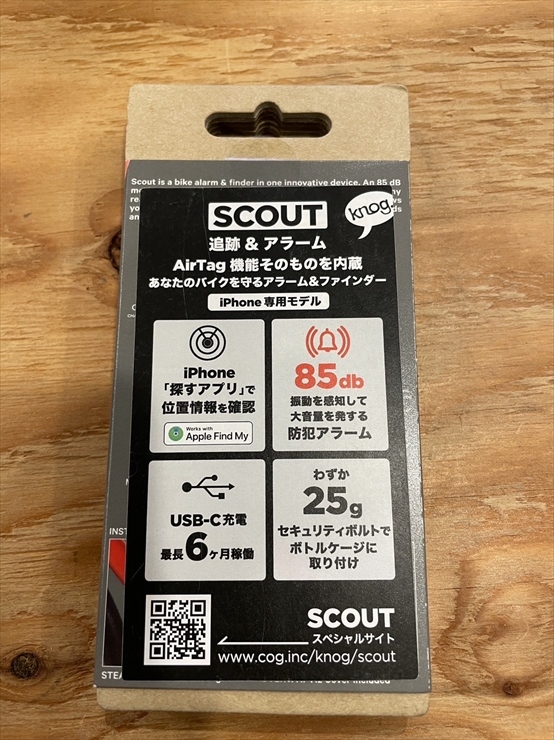 Scout is a bike alarm & finder in one innovative device. An 85 dB
SCOUT
knog
追跡 & アラーム
AirTag 機能そのものを内蔵
あなたのバイクを守るアラーム&ファインダー
iPhone 専用モデル
iPhone
「探すアプリ」で
位置情報を確認
Works with
Apple Find My
85db
振動を感知して
大音量を発する
防犯アラーム
USB-C充電
最長6ヶ月稼働
わずか
25g
セキュリティボルトで
ボトルケージに
取り付け
SCOUT
スペシャルサイト
www.cog.inc/knog/scout